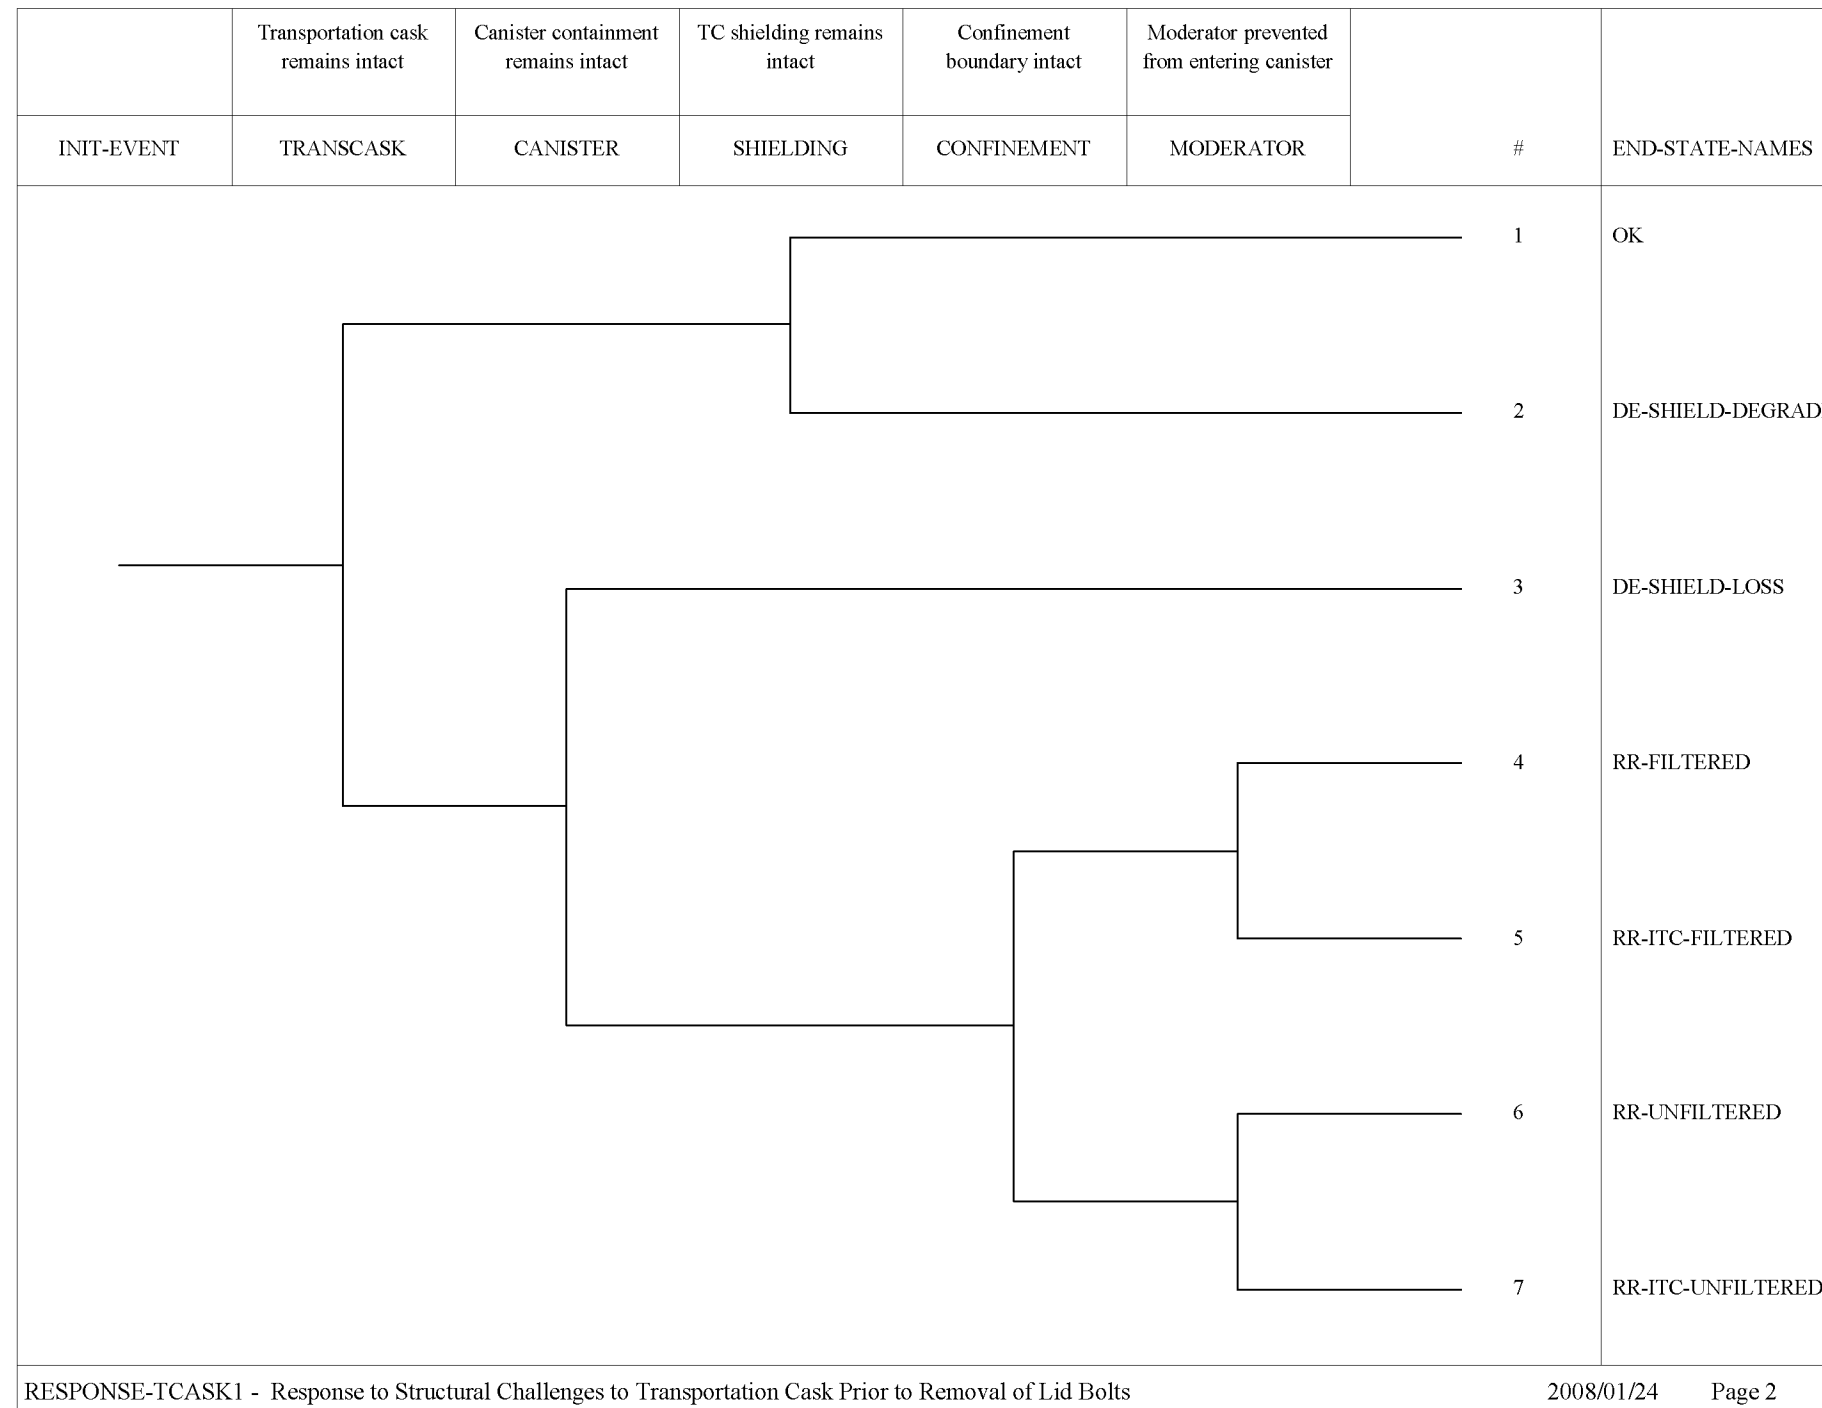 Transportation cask
remains intact
Canister containment
remains intact
TC shielding remains
intact
Confinement
boundary intact
Moderator prevented
from entering canister
INIT-EVENT
TRANSCASK
CANISTER
SHIELDING
CONFINEMENT
MODERATOR
#
END-STATE-NAMES
1 OK
2 DE-SHIELD-DEGRAD
3 DE-SHIELD-LOSS
4 RR-FILTERED
5 RR-ITC-FILTERED
6 RR-UNFILTERED
7 RR-ITC-UNFILTERED
RESPONSE-TCASK1 - Response to Structural Challenges to Transportation Cask Prior to Removal of Lid Bolts 2008/01/24 Page 2